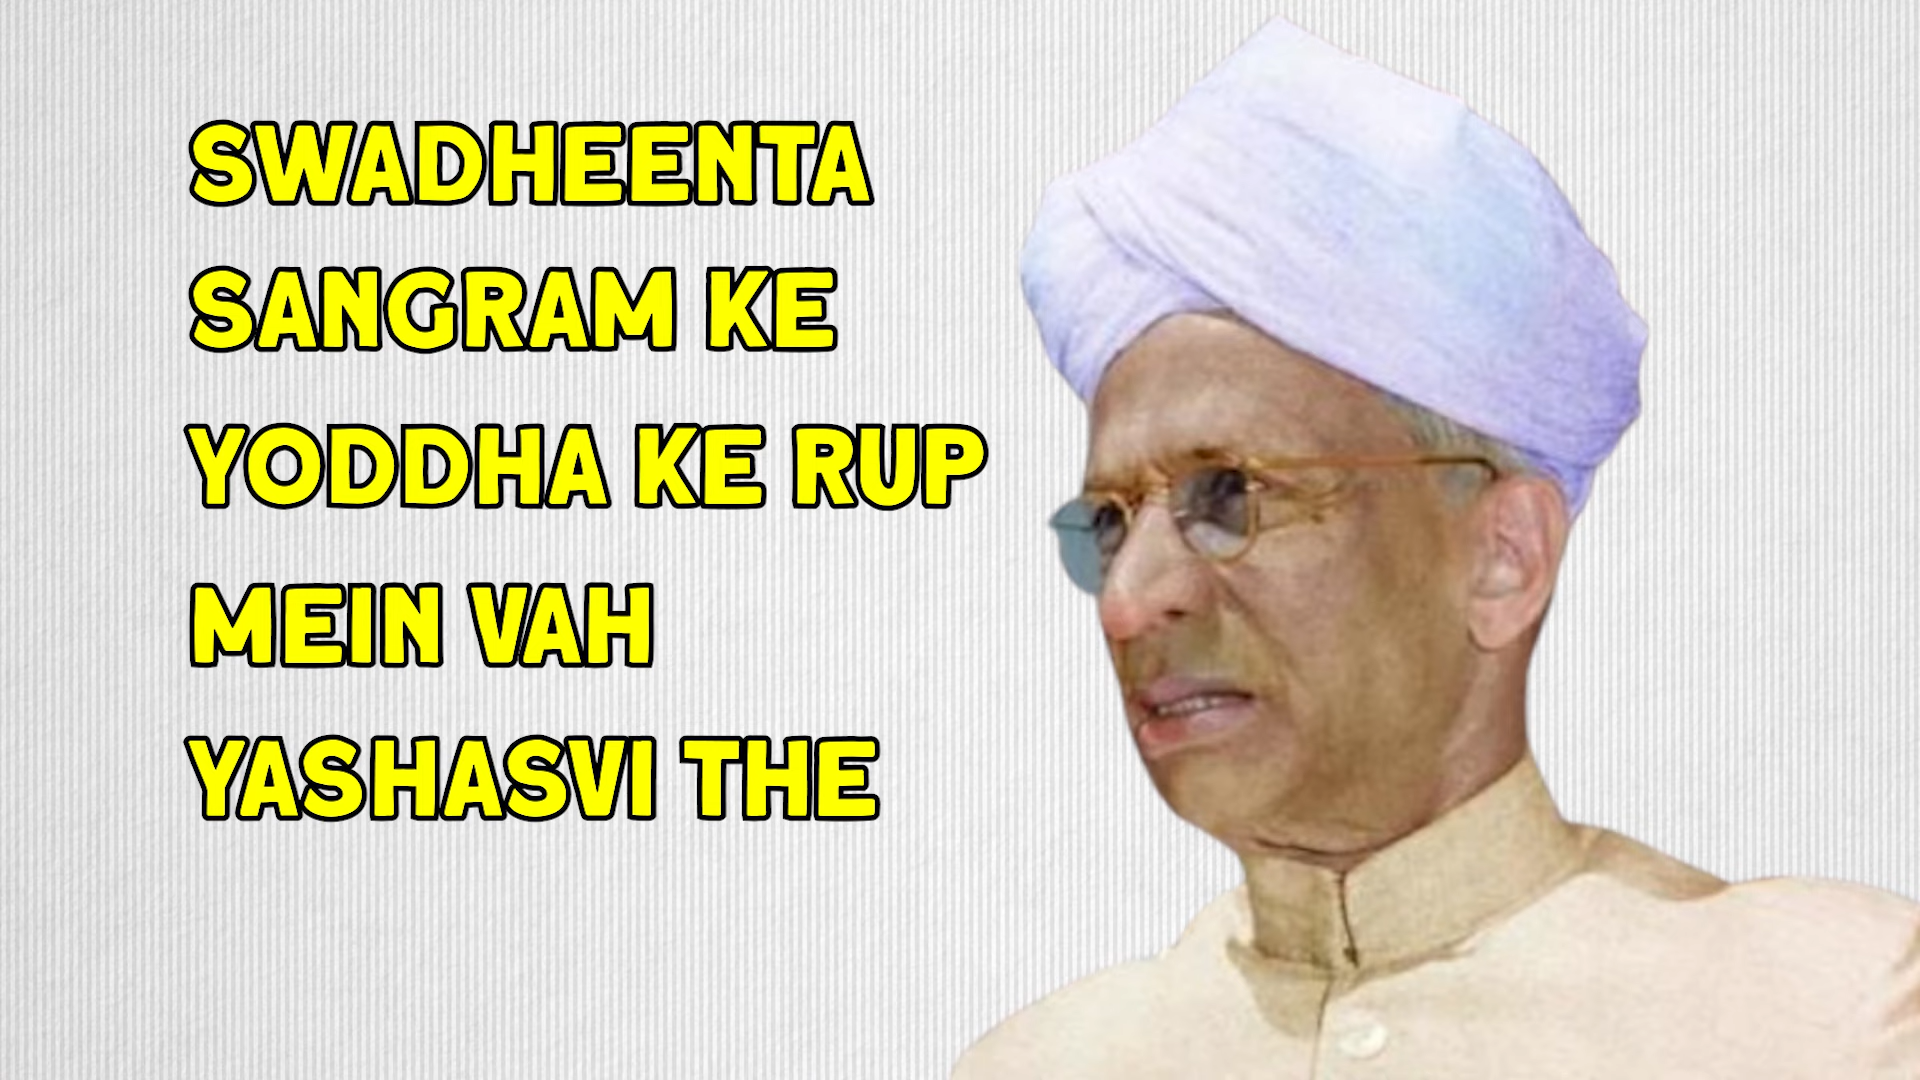 SWADHEENTA
SANGRAM KE
YODDHA KE RUP
MEIN VAH
YASHASVI THE